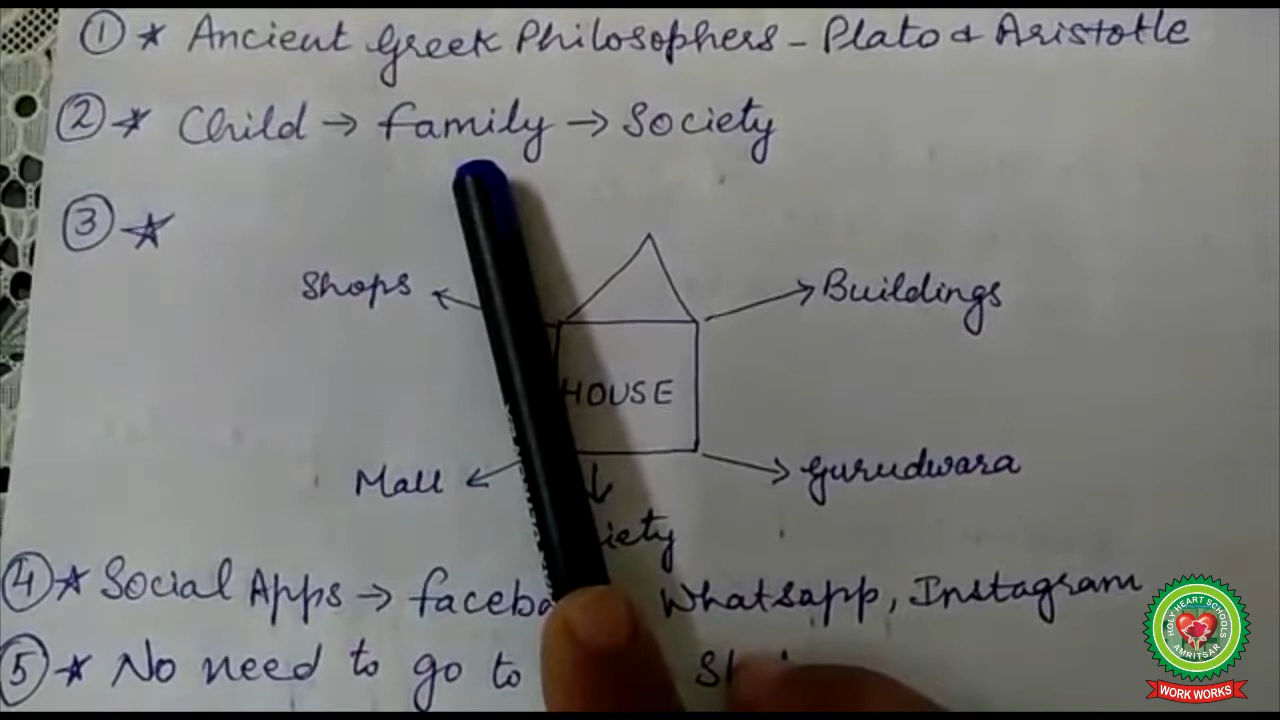 ① ★ Ancient Greek Philosophers - Plato & Aristotle
② ★ Child → family → Society
③ ★
Shops
Buildings
HOUSE
Mall
Gurudwara
④ ★ Social Apps → Whatsapp, Instagram
⑤ ★ No need to go to
HOLY HEART SCHOOLS
AMRITSAR
WORK WORKS